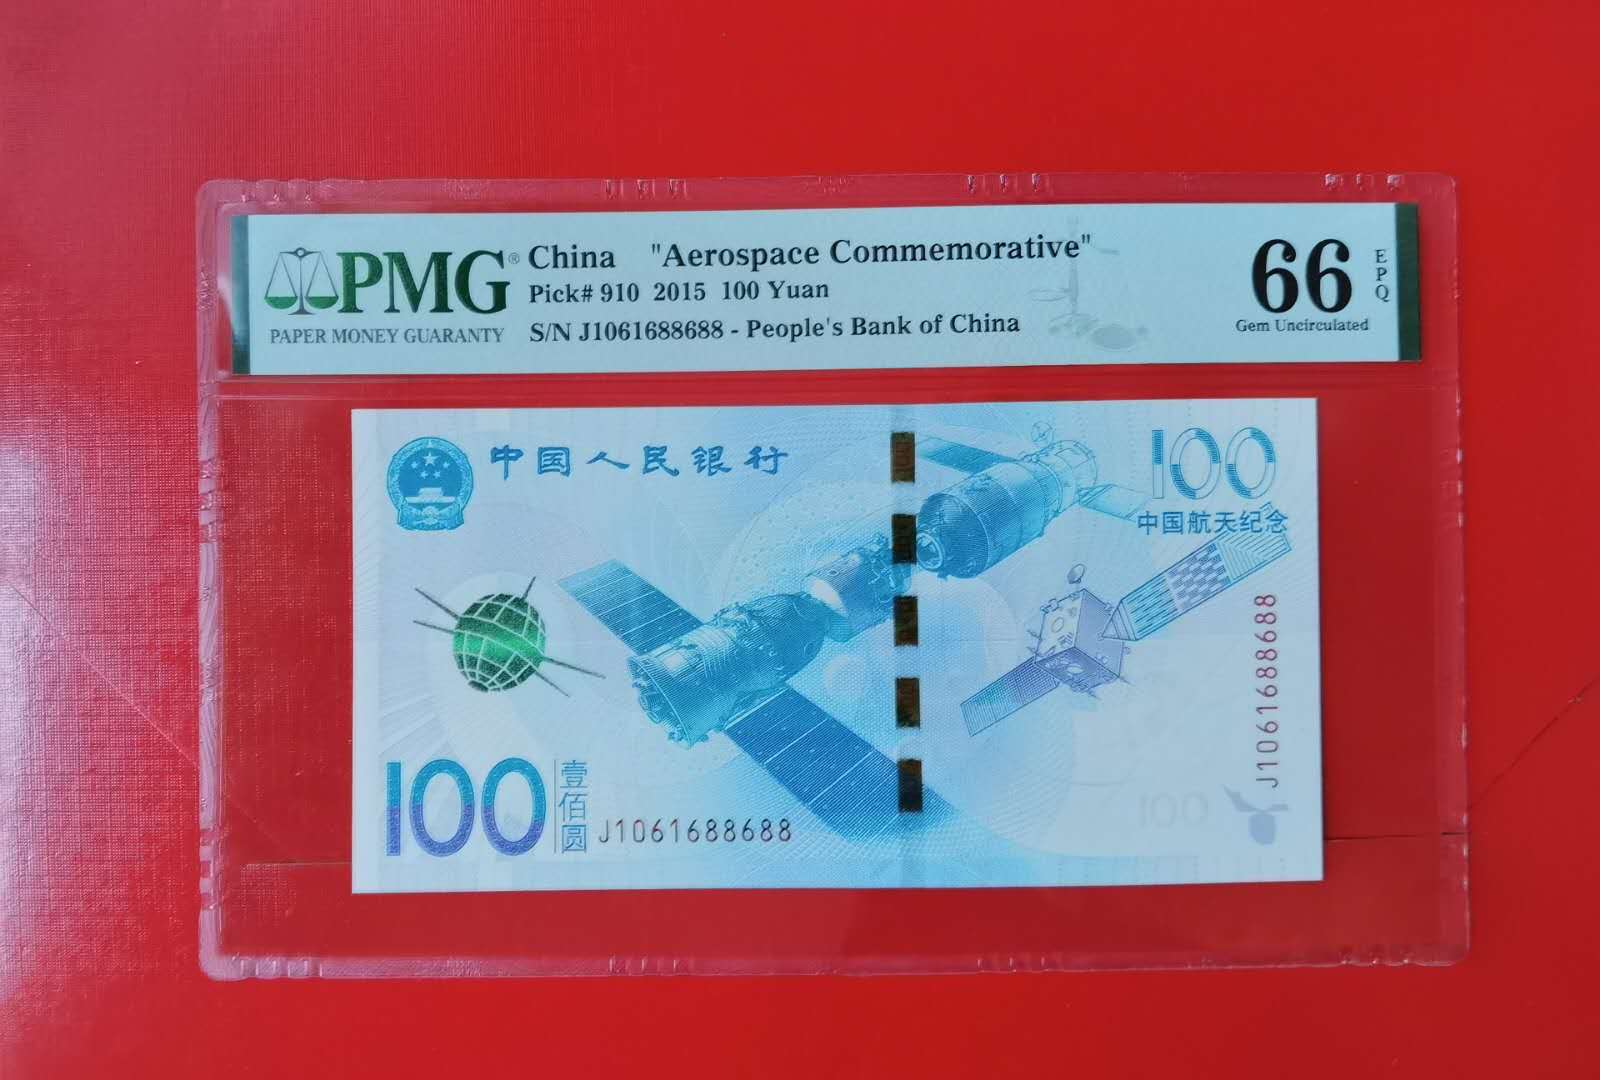 PMG®
PAPER MONEY GUARANTY
China "Aerospace Commemorative"
Pick# 910 2015 100 Yuan
S/N J1061688688 - People's Bank of China
66
EPQ
Gem Uncirculated
中国人民银行
100
中国航天纪念
J1061688688
100
壹佰圆
J1061688688
100